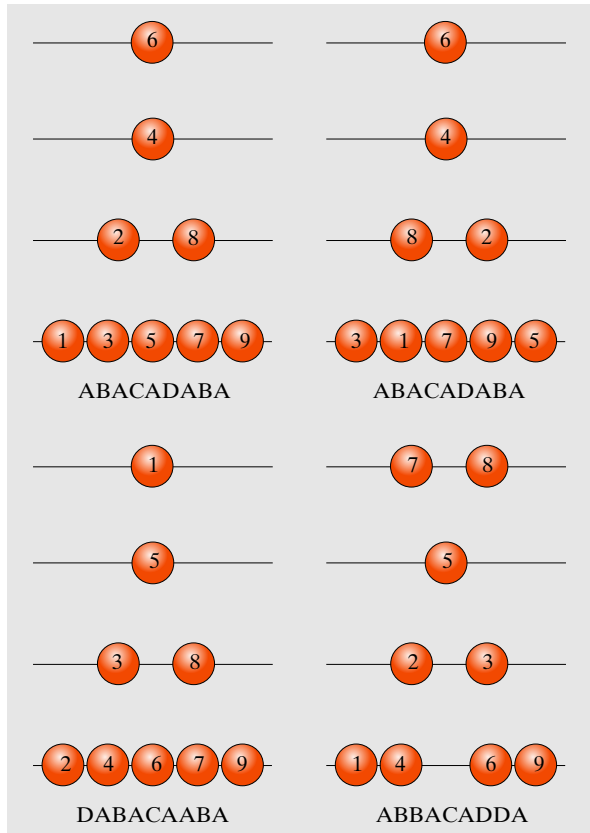 6 6
4 4
2 8 8 2
1 3 5 7 9 3 1 7 9 5
ABACADABA ABACADABA
1 7 8
5 5
3 8 2 3
2 4 6 7 9 1 4 6 9
DABACAABA ABBACADDA